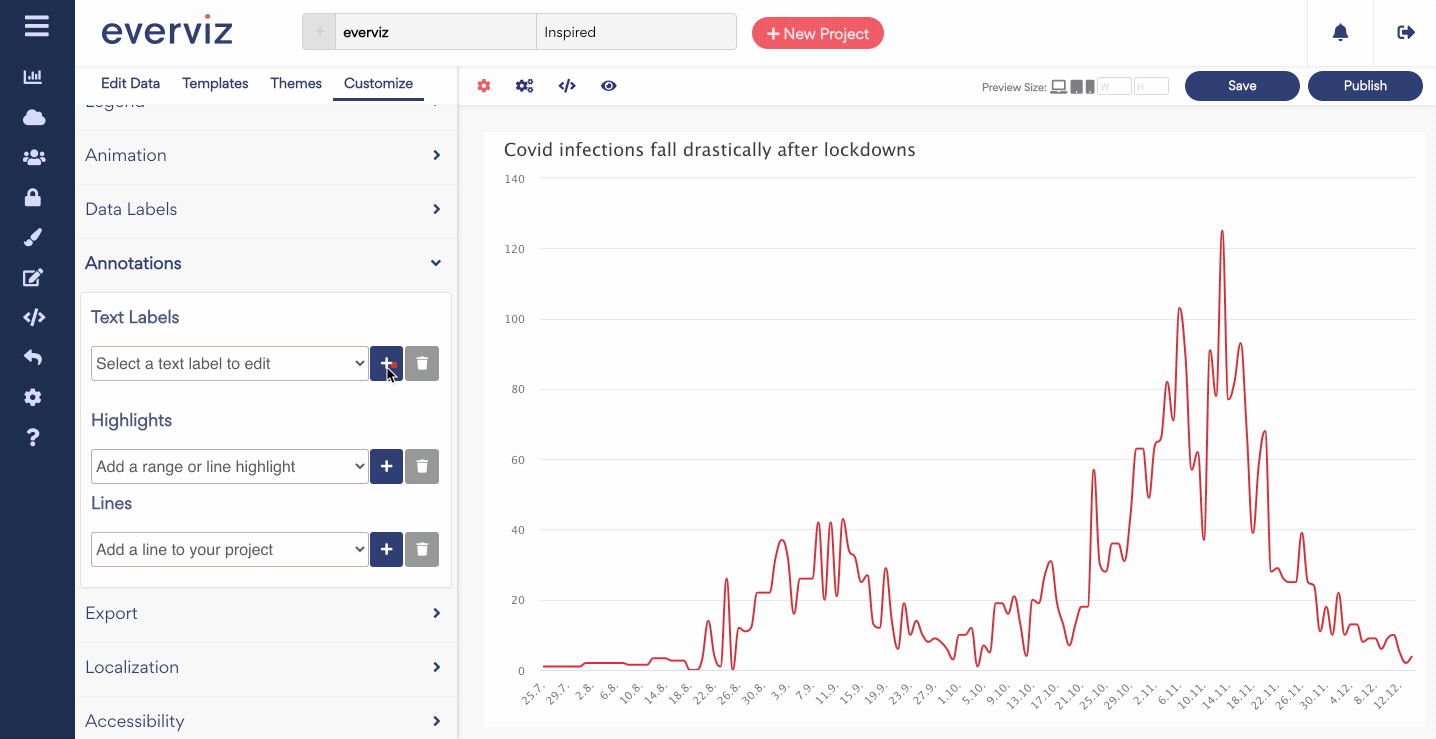 everviz
+ everviz Inspired
+ New Project
Edit Data Templates Themes Customize
Preview Size: W H
Save Publish
Legend
Animation
Data Labels
Annotations
Text Labels
Select a text label to edit
Highlights
Add a range or line highlight
Lines
Add a line to your project
Export
Localization
Accessibility
Covid infections fall drastically after lockdowns
140
120
100
80
60
40
20
0
25.7. 29.7. 2.8. 6.8. 10.8. 14.8. 18.8. 22.8. 26.8. 30.8. 3.9. 7.9. 11.9. 15.9. 19.9. 23.9. 27.9. 1.10. 5.10. 9.10. 13.10. 17.10. 21.10. 25.10. 29.10. 2.11. 6.11. 10.11. 14.11. 18.11. 22.11. 26.11. 30.11. 4.12. 8.12. 12.12.